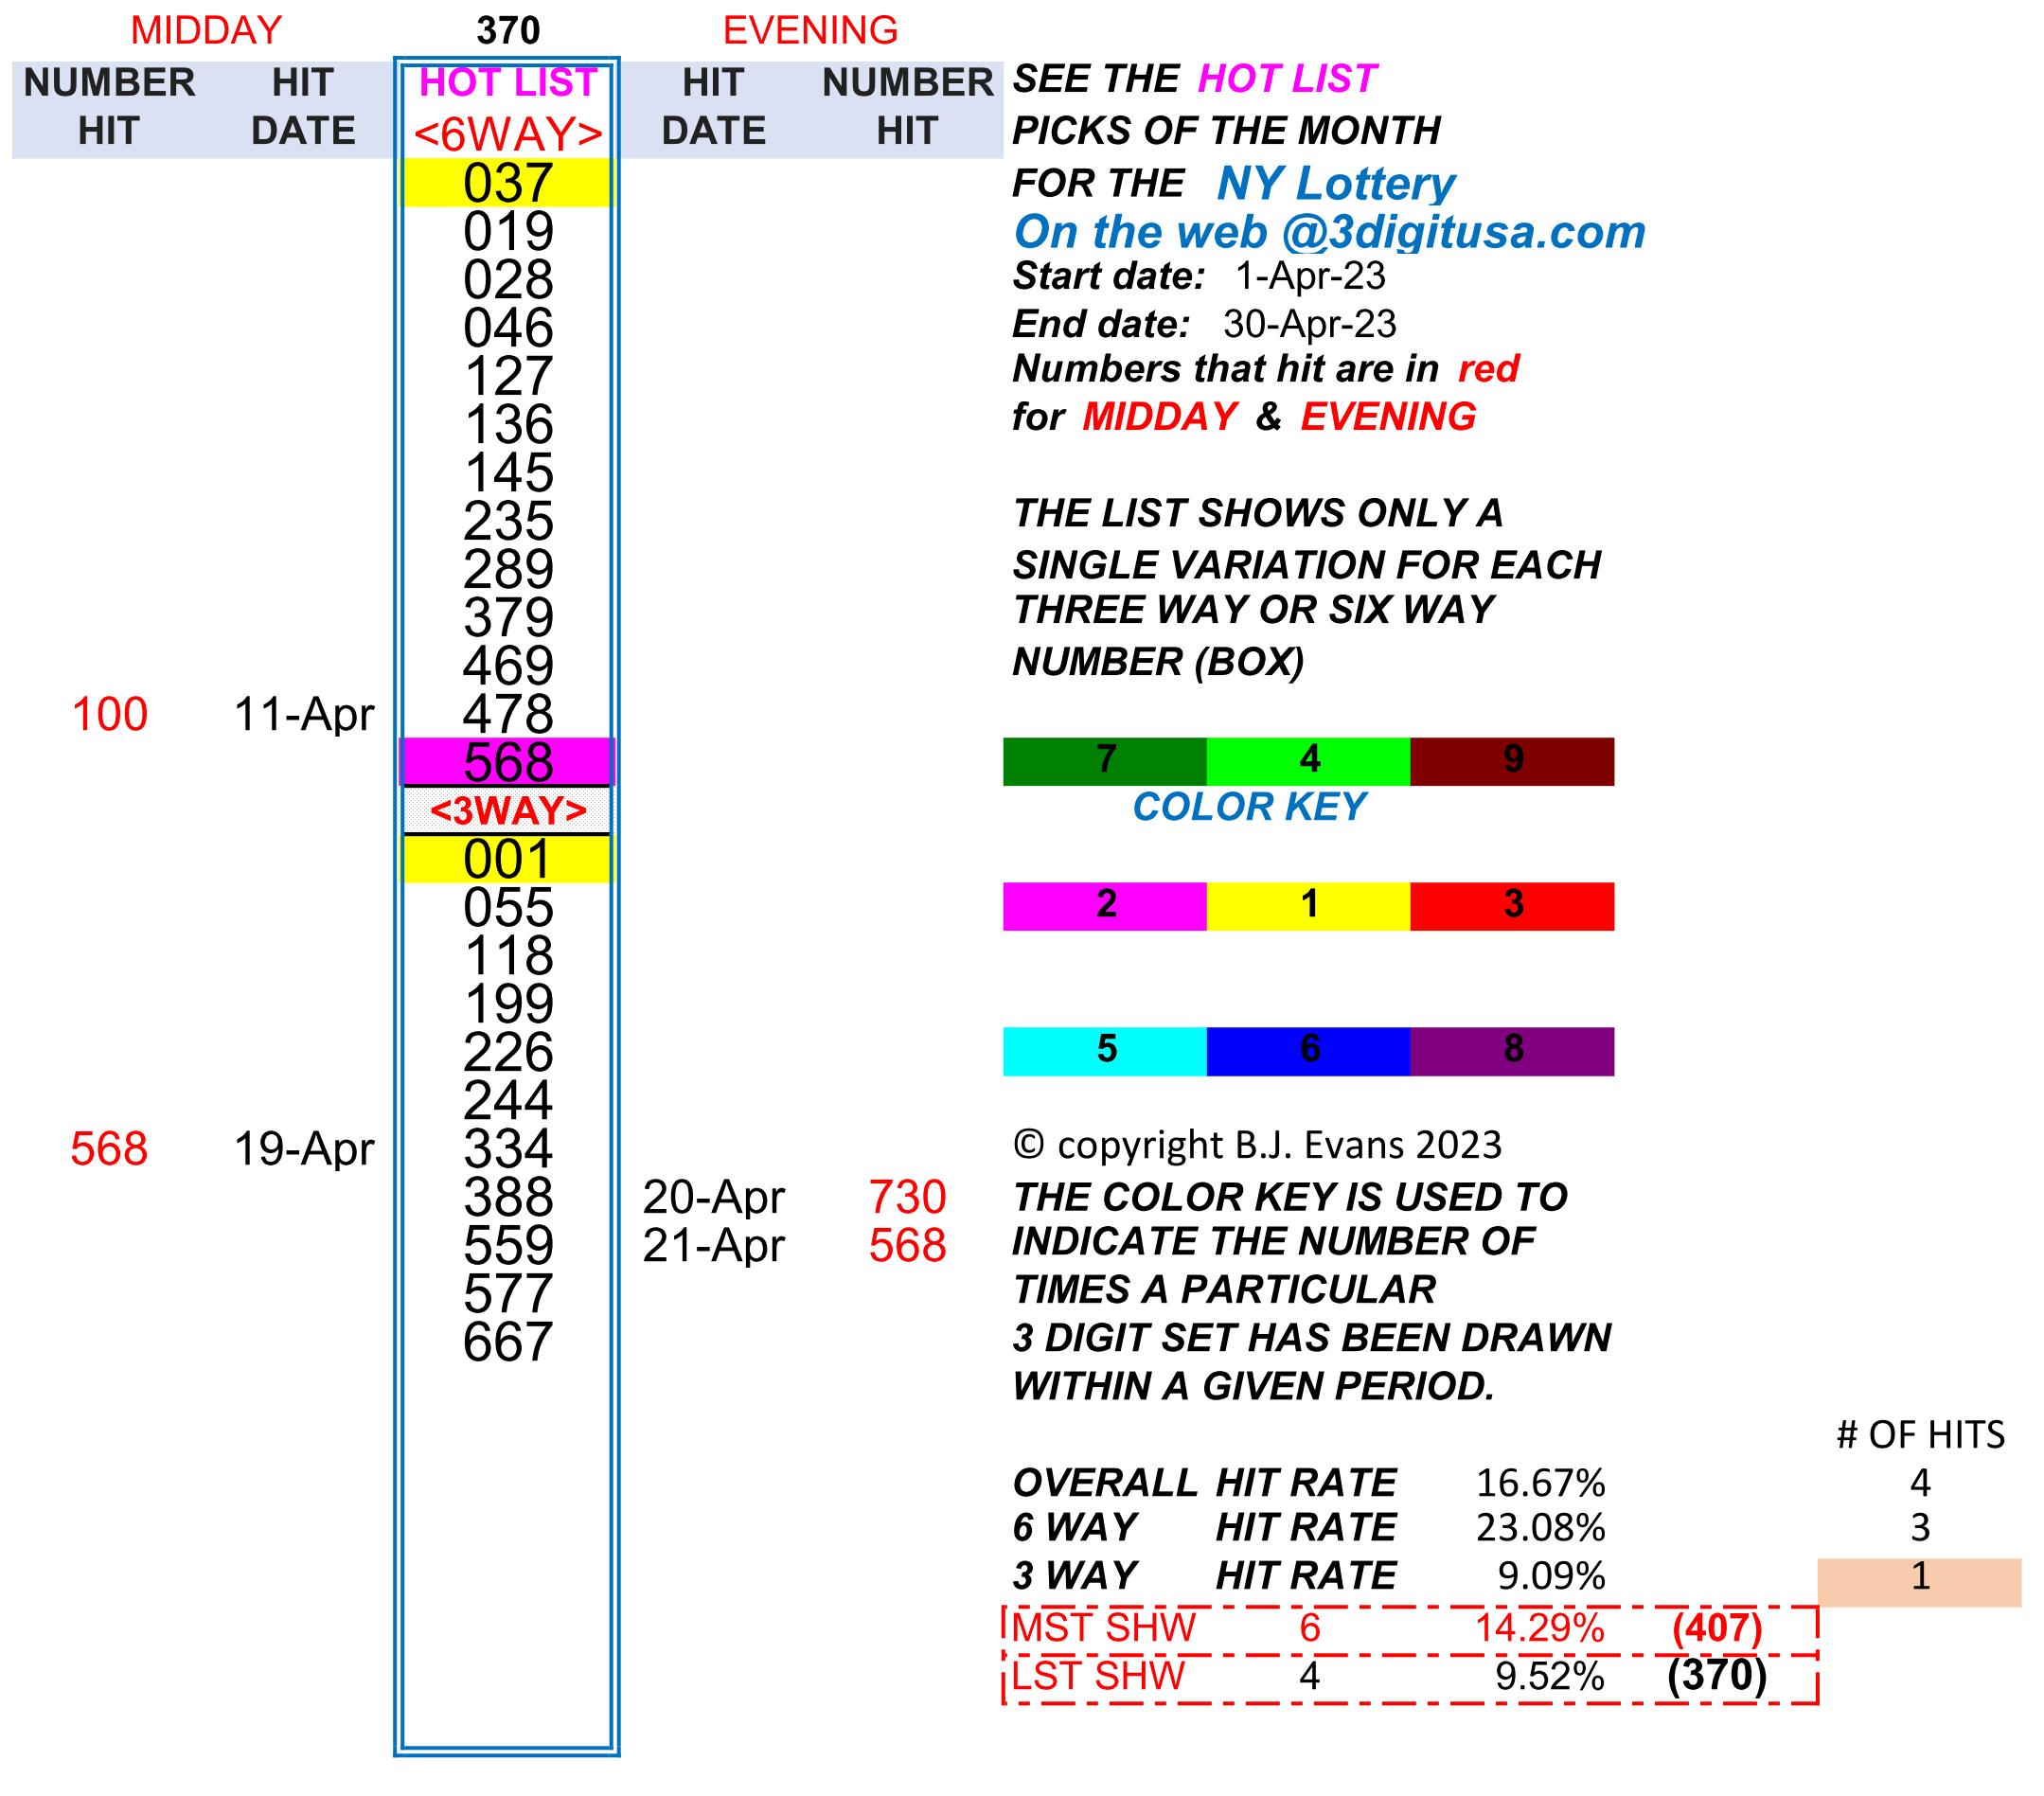 MIDDAY 370 EVENING
NUMBER HIT HOT LIST HIT NUMBER SEE THE HOT LIST
HIT DATE <6WAY> DATE HIT PICKS OF THE MONTH
037 FOR THE NY Lottery
019 On the web @3digitusa.com
028 Start date: 1-Apr-23
046 End date: 30-Apr-23
127 Numbers that hit are in red
136 for MIDDAY & EVENING
145
235 THE LIST SHOWS ONLY A
289 SINGLE VARIATION FOR EACH
379 THREE WAY OR SIX WAY
469 NUMBER (BOX)
100 11-Apr 478
568 7 4 9
<3WAY> COLOR KEY
001
055 2 1 3
118
199
226 5 6 8
244
568 19-Apr 334 © copyright B.J. Evans 2023
388 20-Apr 730 THE COLOR KEY IS USED TO
559 21-Apr 568 INDICATE THE NUMBER OF
577 TIMES A PARTICULAR
667 3 DIGIT SET HAS BEEN DRAWN
WITHIN A GIVEN PERIOD.
# OF HITS
OVERALL HIT RATE 16.67% 4
6 WAY HIT RATE 23.08% 3
3 WAY HIT RATE 9.09% 1
MST SHW 6 14.29% (407)
LST SHW 4 9.52% (370)